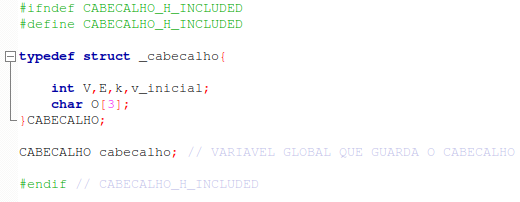 #ifndef CABECALHO_H_INCLUDED
#define CABECALHO_H_INCLUDED
typedef struct _cabecalho{
int V,E,k,v_inicial;
char O[3];
}CABECALHO;
CABECALHO cabecalho; // VARIAVEL GLOBAL QUE GUARDA O CABECALHO
#endif // CABECALHO_H_INCLUDED